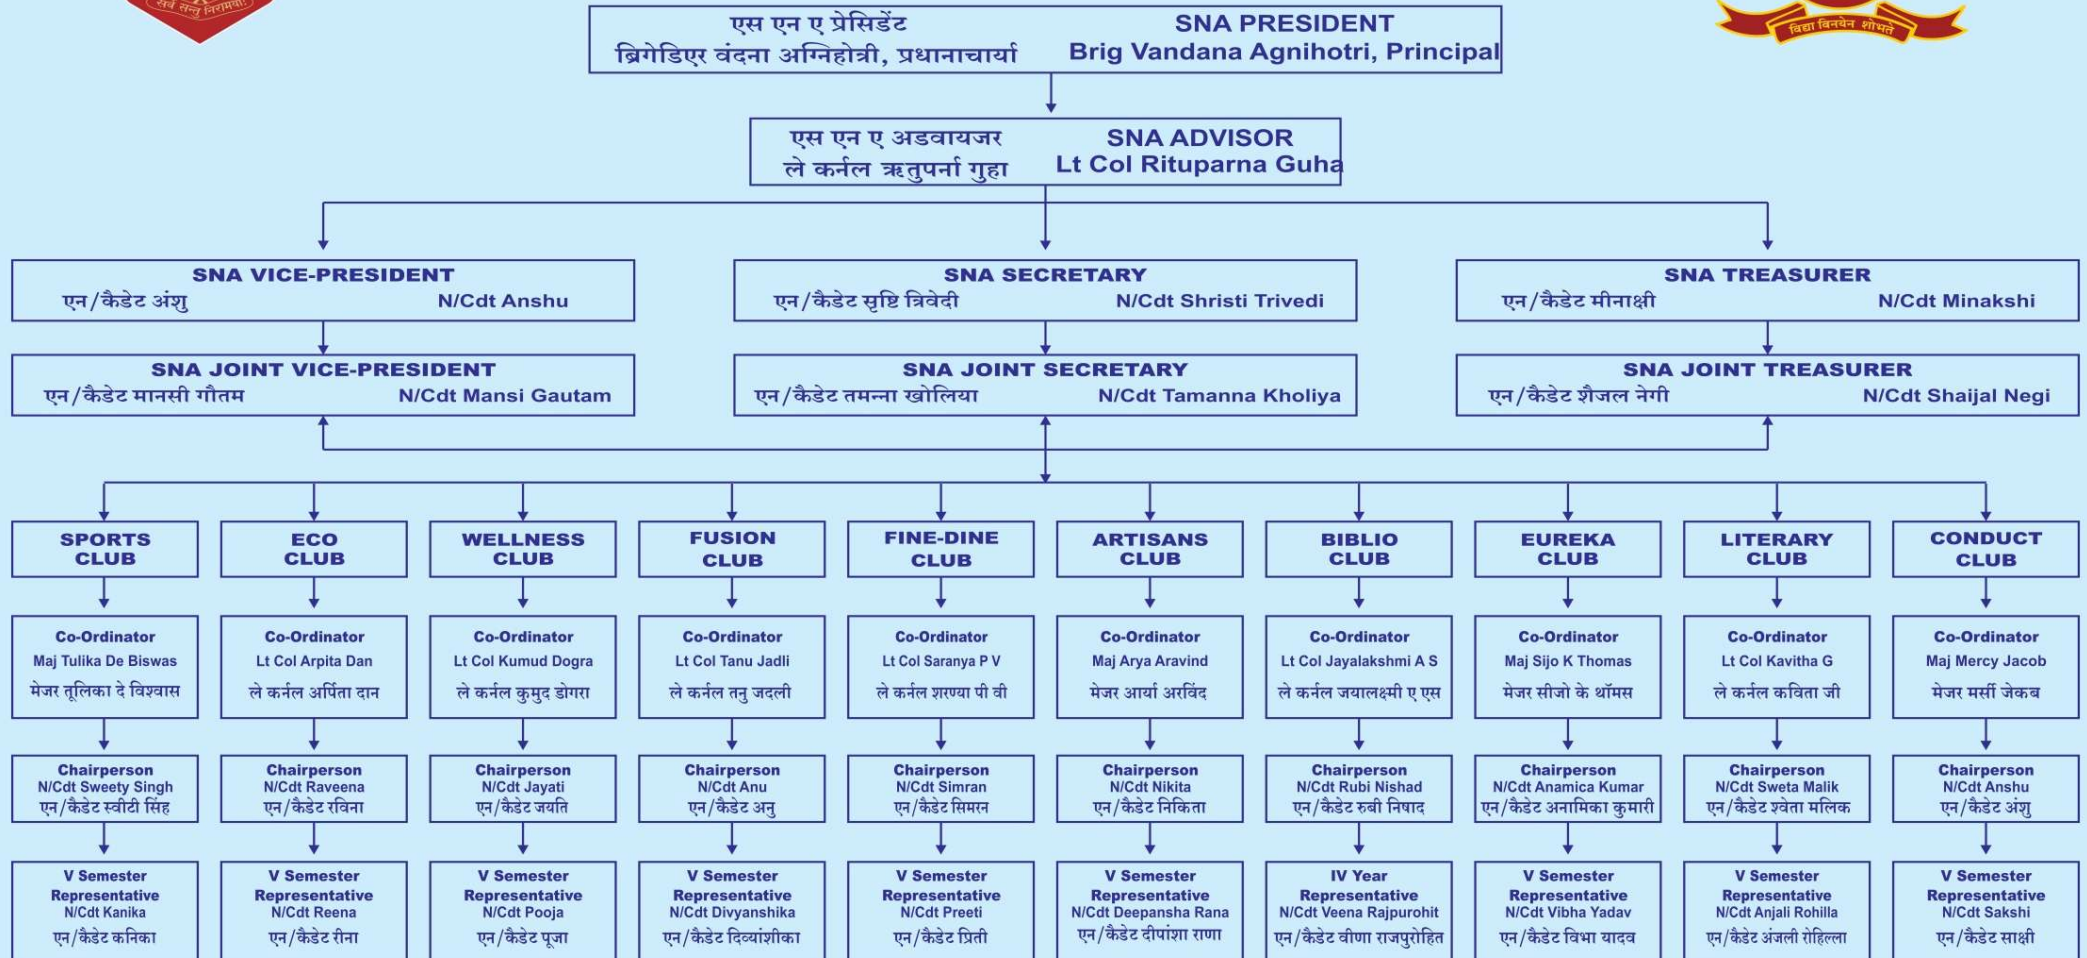 सर्वे सन्तु निरामयाः
विद्या विनयेन शोभते
एस एन ए प्रेसिडेंट SNA PRESIDENT
ब्रिगेडिएर वंदना अग्निहोत्री, प्रधानाचार्या Brig Vandana Agnihotri, Principal
एस एन ए अडवायजर SNA ADVISOR
ले कर्नल ऋतुपर्ना गुहा Lt Col Rituparna Guha
SNA VICE-PRESIDENT
एन/कैडेट अंशु N/Cdt Anshu
SNA SECRETARY
एन/कैडेट सृष्टि त्रिवेदी N/Cdt Shristi Trivedi
SNA TREASURER
एन/कैडेट मीनाक्षी N/Cdt Minakshi
SNA JOINT VICE-PRESIDENT
एन/कैडेट मानसी गौतम N/Cdt Mansi Gautam
SNA JOINT SECRETARY
एन/कैडेट तमन्ना खोलिया N/Cdt Tamanna Kholiya
SNA JOINT TREASURER
एन/कैडेट शैजल नेगी N/Cdt Shaijal Negi
SPORTS
CLUB
ECO
CLUB
WELLNESS
CLUB
FUSION
CLUB
FINE-DINE
CLUB
ARTISANS
CLUB
BIBLIO
CLUB
EUREKA
CLUB
LITERARY
CLUB
CONDUCT
CLUB
Co-Ordinator
Maj Tulika De Biswas
मेजर तूलिका दे विश्वास
Co-Ordinator
Lt Col Arpita Dan
ले कर्नल अर्पिता दान
Co-Ordinator
Lt Col Kumud Dogra
ले कर्नल कुमुद डोगरा
Co-Ordinator
Lt Col Tanu Jadli
ले कर्नल तनु जदली
Co-Ordinator
Lt Col Saranya P V
ले कर्नल शरण्या पी वी
Co-Ordinator
Maj Arya Aravind
मेजर आर्या अरविंद
Co-Ordinator
Lt Col Jayalakshmi A S
ले कर्नल जयालक्ष्मी ए एस
Co-Ordinator
Maj Sijo K Thomas
मेजर सीजो के थॉमस
Co-Ordinator
Lt Col Kavitha G
ले कर्नल कविता जी
Co-Ordinator
Maj Mercy Jacob
मेजर मर्सी जेकब
Chairperson
N/Cdt Sweety Singh
एन/कैडेट स्वीटी सिंह
Chairperson
N/Cdt Raveena
एन/कैडेट रविना
Chairperson
N/Cdt Jayati
एन/कैडेट जयति
Chairperson
N/Cdt Anu
एन/कैडेट अनु
Chairperson
N/Cdt Simran
एन/कैडेट सिमरन
Chairperson
N/Cdt Nikita
एन/कैडेट निकिता
Chairperson
N/Cdt Rubi Nishad
एन/कैडेट रुबी निषाद
Chairperson
N/Cdt Anamica Kumar
एन/कैडेट अनामिका कुमारी
Chairperson
N/Cdt Sweta Malik
एन/कैडेट श्वेता मलिक
Chairperson
N/Cdt Anshu
एन/कैडेट अंशु
V Semester
Representative
N/Cdt Kanika
एन/कैडेट कनिका
V Semester
Representative
N/Cdt Reena
एन/कैडेट रीना
V Semester
Representative
N/Cdt Pooja
एन/कैडेट पूजा
V Semester
Representative
N/Cdt Divyanshika
एन/कैडेट दिव्यांशीका
V Semester
Representative
N/Cdt Preeti
एन/कैडेट प्रिती
V Semester
Representative
N/Cdt Deepansha Rana
एन/कैडेट दीपांशा राणा
IV Year
Representative
N/Cdt Veena Rajpurohit
एन/कैडेट वीणा राजपुरोहित
V Semester
Representative
N/Cdt Vibha Yadav
एन/कैडेट विभा यादव
V Semester
Representative
N/Cdt Anjali Rohilla
एन/कैडेट अंजली रोहिल्ला
V Semester
Representative
N/Cdt Sakshi
एन/कैडेट साक्षी